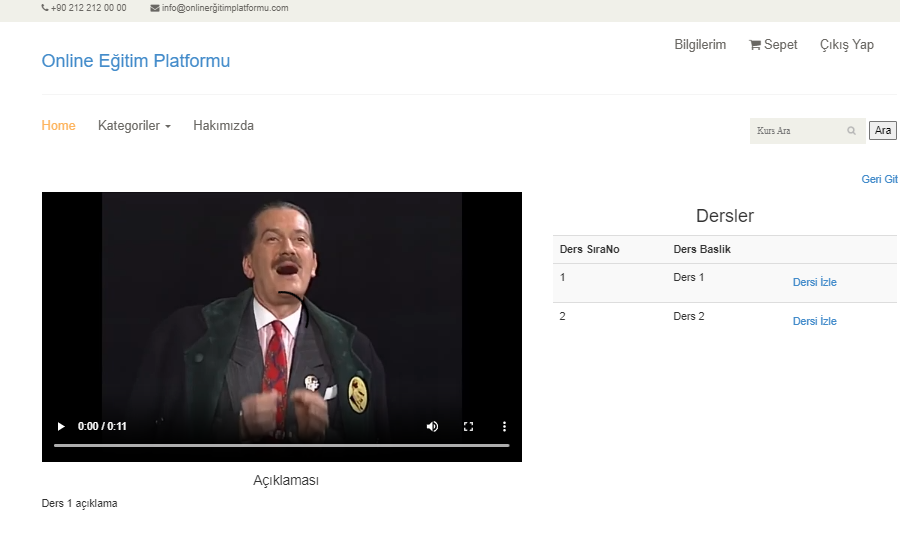 +90 212 212 00 00 info@onlinerğitimplatformu.com
Bilgilerim Sepet Çıkış Yap
Online Eğitim Platformu
Home Kategoriler Hakımızda Kurs Ara Ara
Geri Git
Dersler
Ders SıraNo Ders Baslik
1 Ders 1 Dersi İzle
2 Ders 2 Dersi İzle
0:00 / 0:11
Açıklaması
Ders 1 açıklama